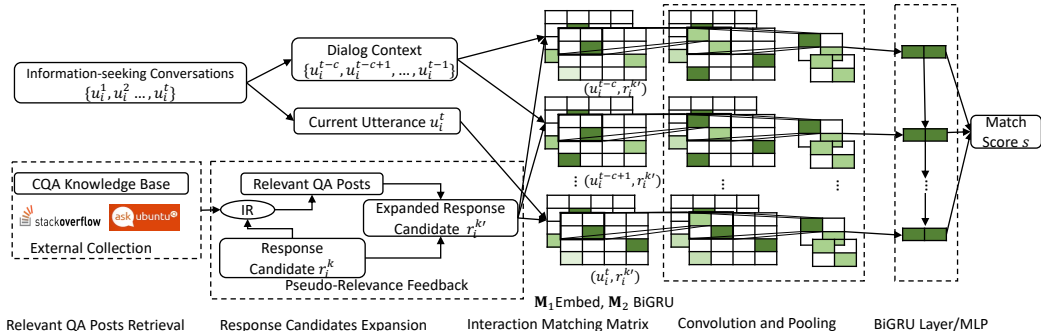 Information-seeking Conversations
{u_i^1, u_i^2 ..., u_i^t}
Dialog Context
{u_i^{t-c}, u_i^{t-c+1}, ..., u_i^{t-1}}
Current Utterance u_i^t
CQA Knowledge Base
stackoverflow
ask ubuntu
External Collection
IR
Relevant QA Posts
Expanded Response
Candidate r_i^{k'}
Response
Candidate r_i^k
Pseudo-Relevance Feedback
(u_i^{t-c}, r_i^{k'})
⋮ (u_i^{t-c+1}, r_i^{k'})
⋮
(u_i^t, r_i^{k'})
M_1 Embed, M_2 BiGRU
⋮
Match
Score s
Relevant QA Posts Retrieval
Response Candidates Expansion
Interaction Matching Matrix
Convolution and Pooling
BiGRU Layer/MLP